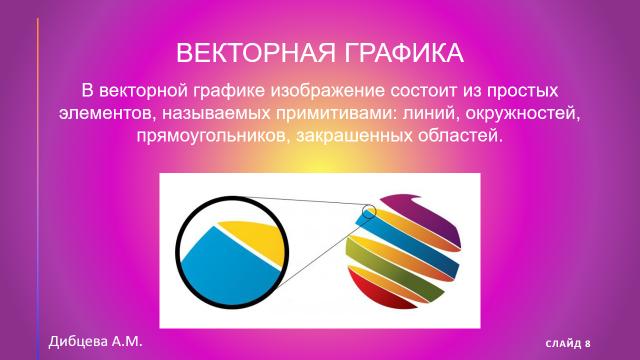 ВЕКТОРНАЯ ГРАФИКА
В векторной графике изображение состоит из простых
элементов, называемых примитивами: линий, окружностей,
прямоугольников, закрашенных областей.
Дибцева А.М.
СЛАЙД 8